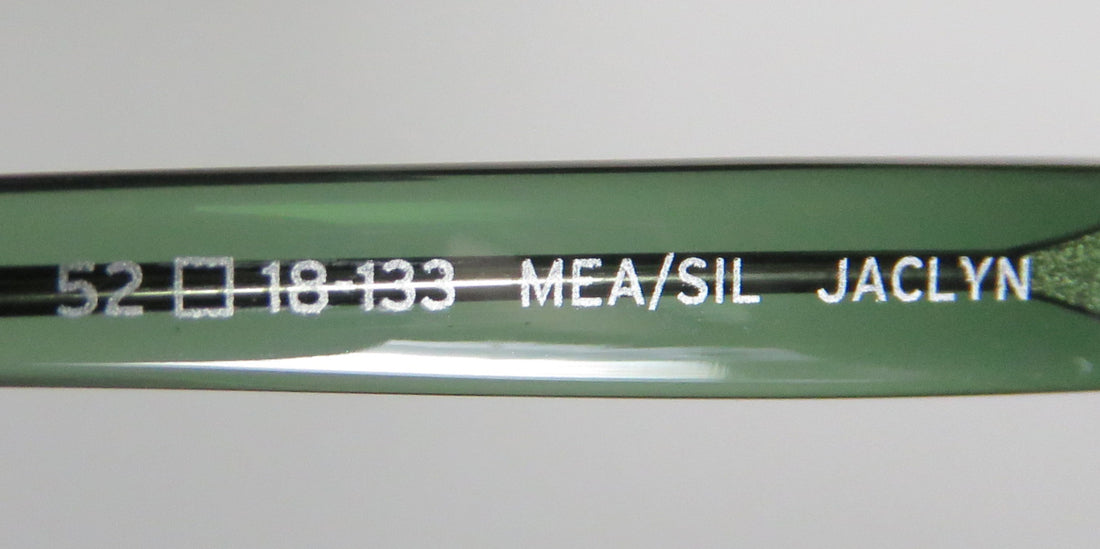 52 □ 18-133 MEA/SIL JACLYN